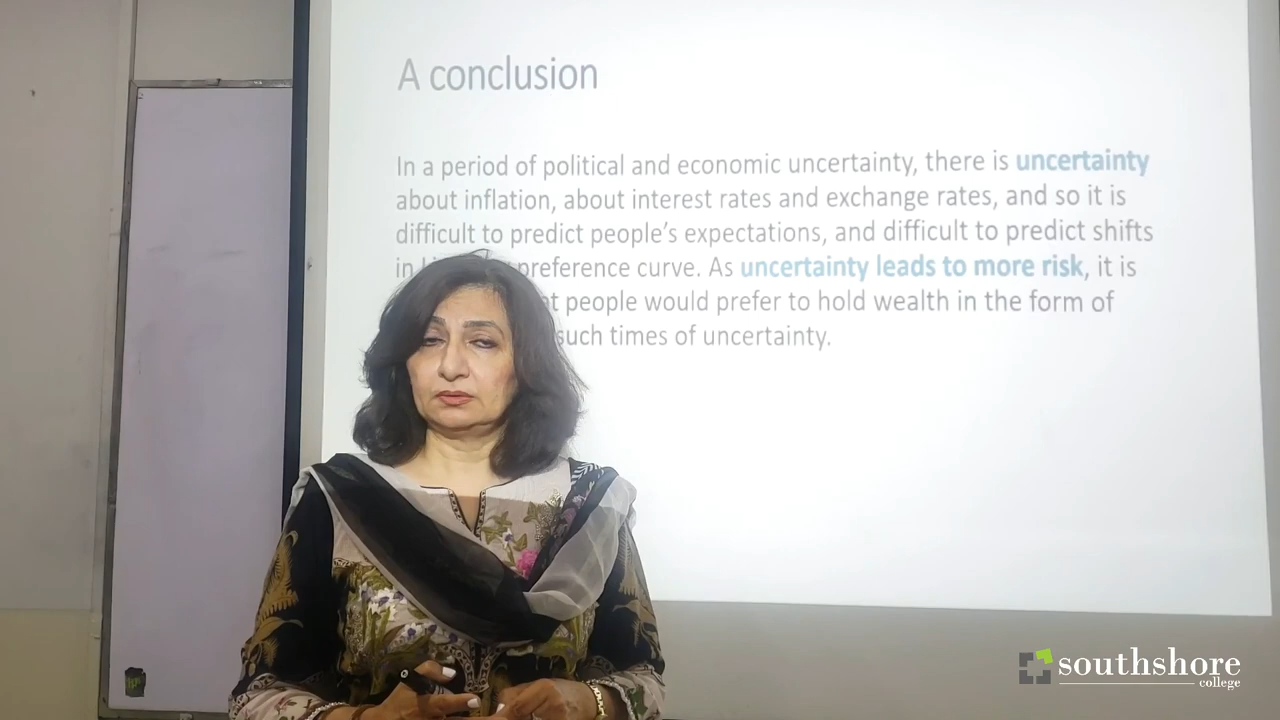 A conclusion
In a period of political and economic uncertainty, there is uncertainty
about inflation, about interest rates and exchange rates, and so it is
difficult to predict people's expectations, and difficult to predict shifts
in preference curve. As uncertainty leads to more risk, it is
people would prefer to hold wealth in the form of
such times of uncertainty.
southshore
college